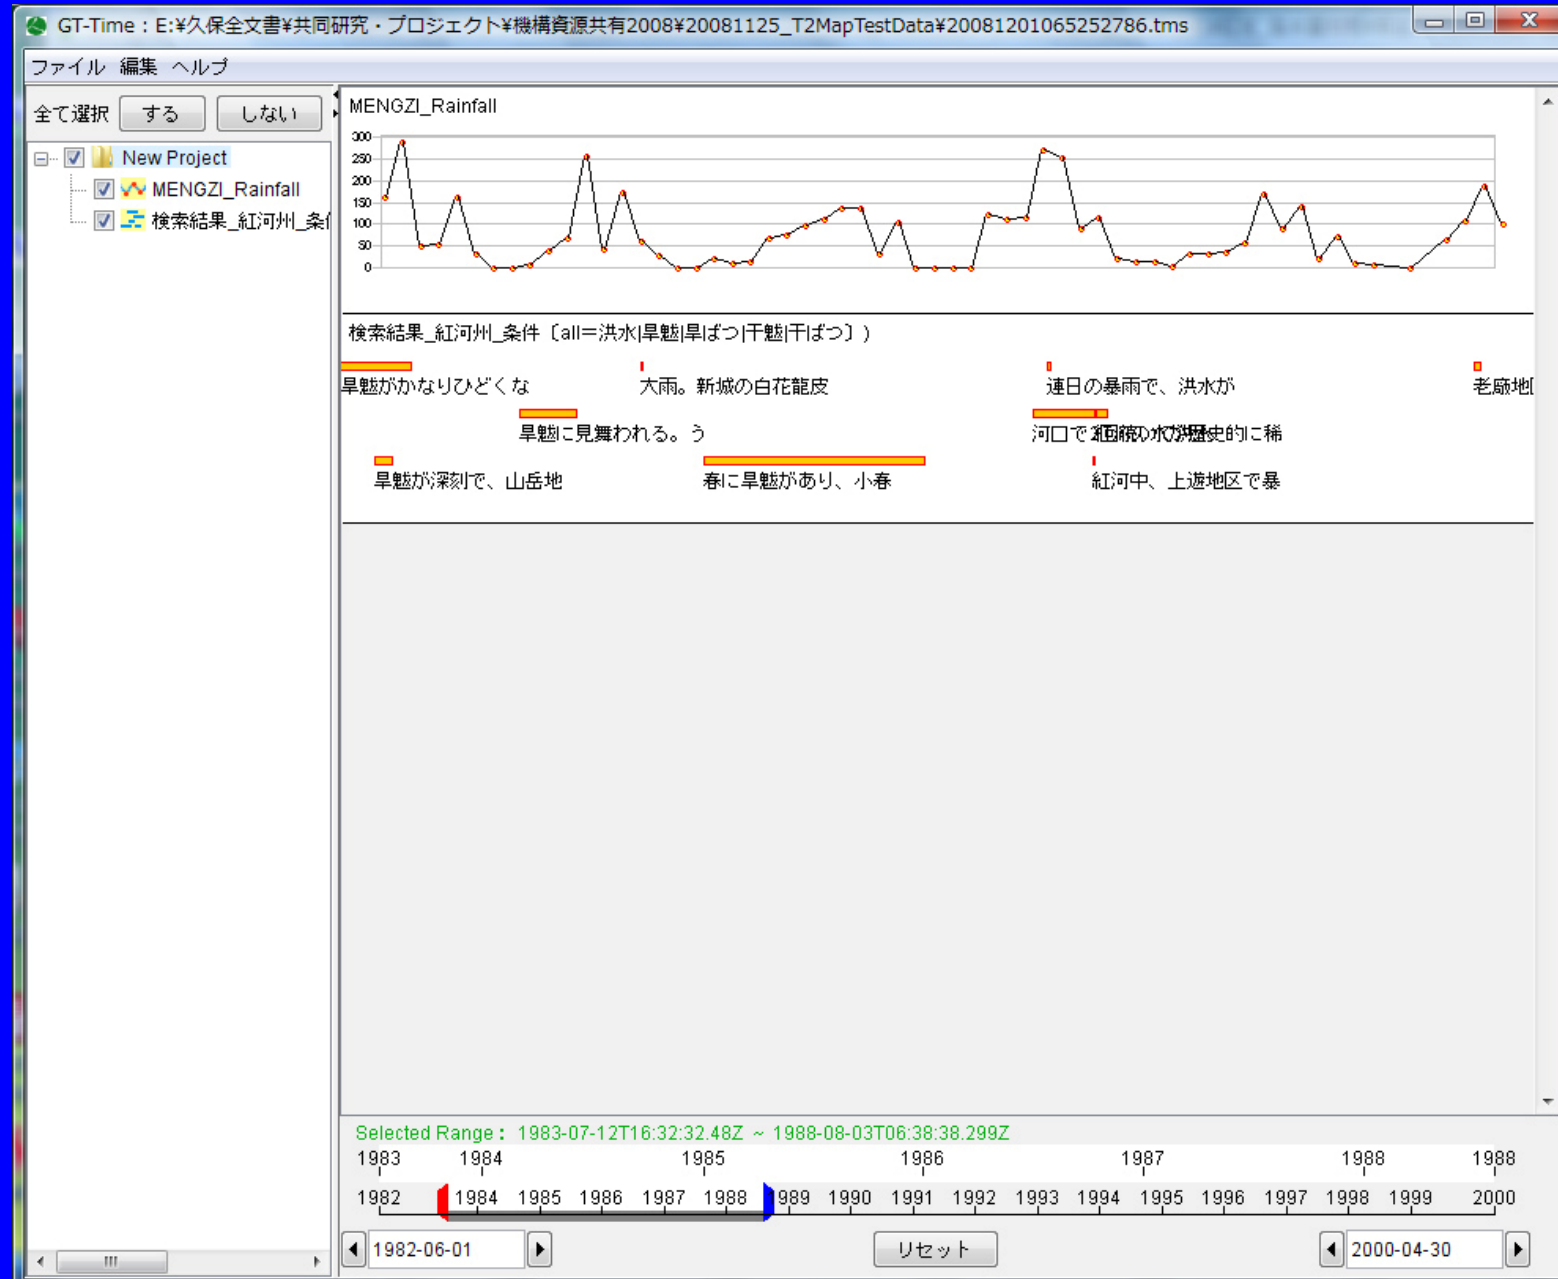 GT-Time : E:¥久保全文書¥共同研究・プロジェクト¥機構資源共有2008¥20081125_T2MapTestData¥20081201065252786.tms
ファイル 編集 ヘルプ
全て選択 する しない
New Project
MENGZI_Rainfall
検索結果_紅河州_条
MENGZI_Rainfall
300
250
200
150
100
50
0
検索結果_紅河州_条件〔all=洪水|旱魃|旱ばつ|干魃|干ばつ〕)
旱魃がかなりひどくな 大雨。新城の白花龍皮 連日の暴雨で、洪水が 老廠地
旱魃に見舞われる。う 河口で 歴史的に稀
旱魃が深刻で、山岳地 春に旱魃があり、小春 紅河中、上遊地区で暴
Selected Range : 1983-07-12T16:32:32.48Z ~ 1988-08-03T06:38:38.299Z
1983 1984 1985 1986 1987 1988 1988
1982 1984 1985 1986 1987 1988 989 1990 1991 1992 1993 1994 1995 1996 1997 1998 1999 2000
1982-06-01 リセット 2000-04-30